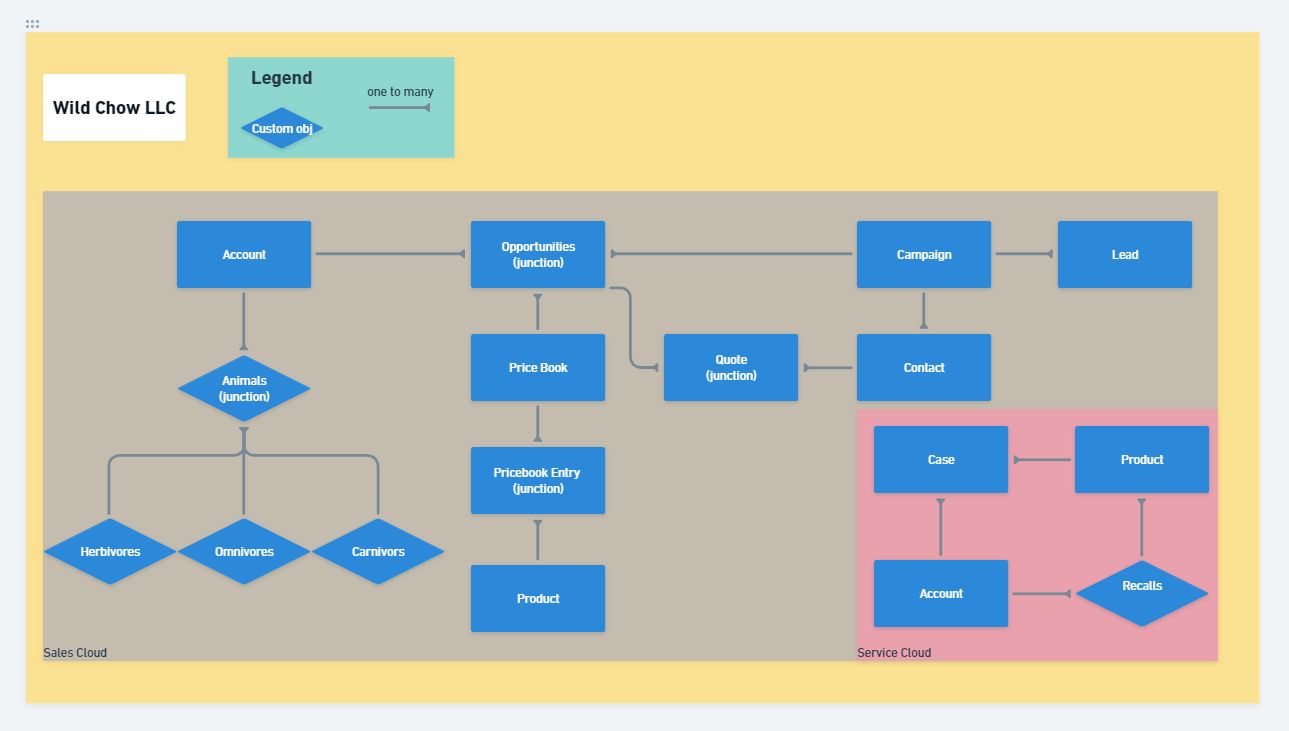 Wild Chow LLC
Legend
one to many
Custom obj
Account
Opportunities
(junction)
Campaign
Lead
Animals
(junction)
Price Book
Quote
(junction)
Contact
Herbivores
Omnivores
Carnivors
Pricebook Entry
(junction)
Product
Sales Cloud
Case
Product
Account
Recalls
Service Cloud